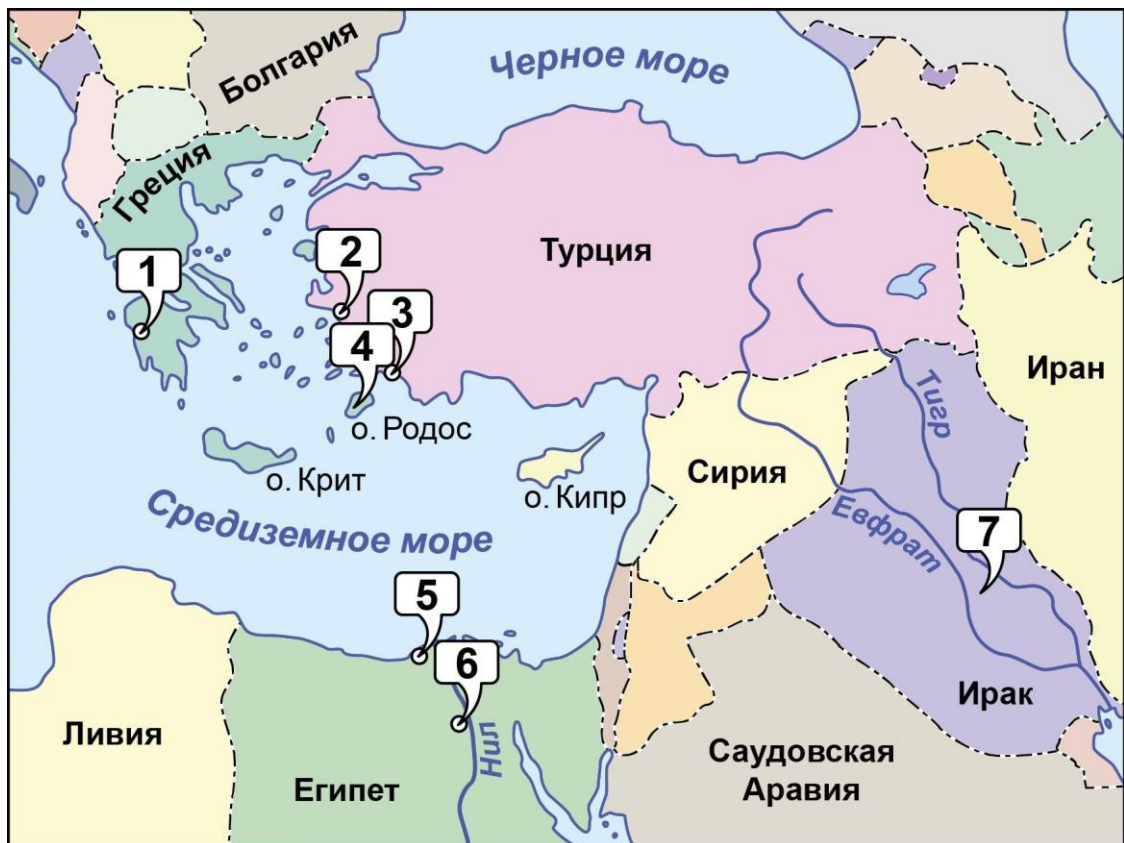 Болгария
Черное море
Греция
1
2
Турция
3
4
Иран
Тигр
о. Родос
о. Крит
о. Кипр
Сирия
Евфрат
Средиземное море
7
5
6
Ирак
Ливия
Нил
Саудовская
Аравия
Египет